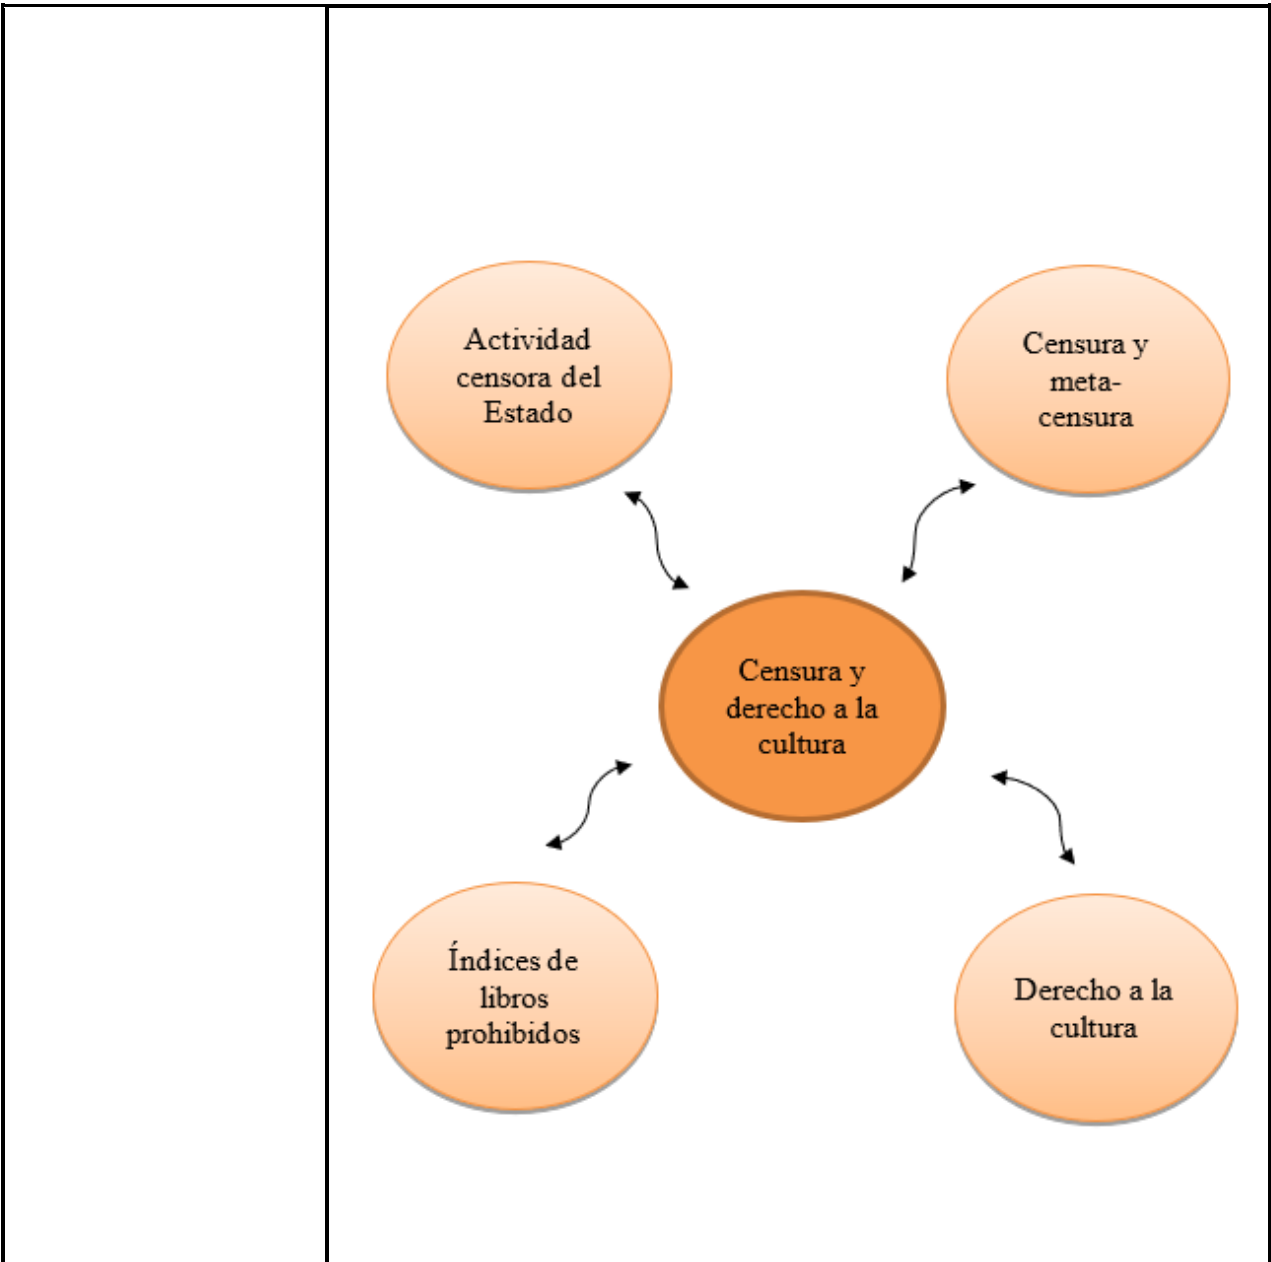 Actividad
censora del
Estado
Censura y
meta-
censura
Censura y
derecho a la
cultura
Índices de
libros
prohibidos
Derecho a la
cultura